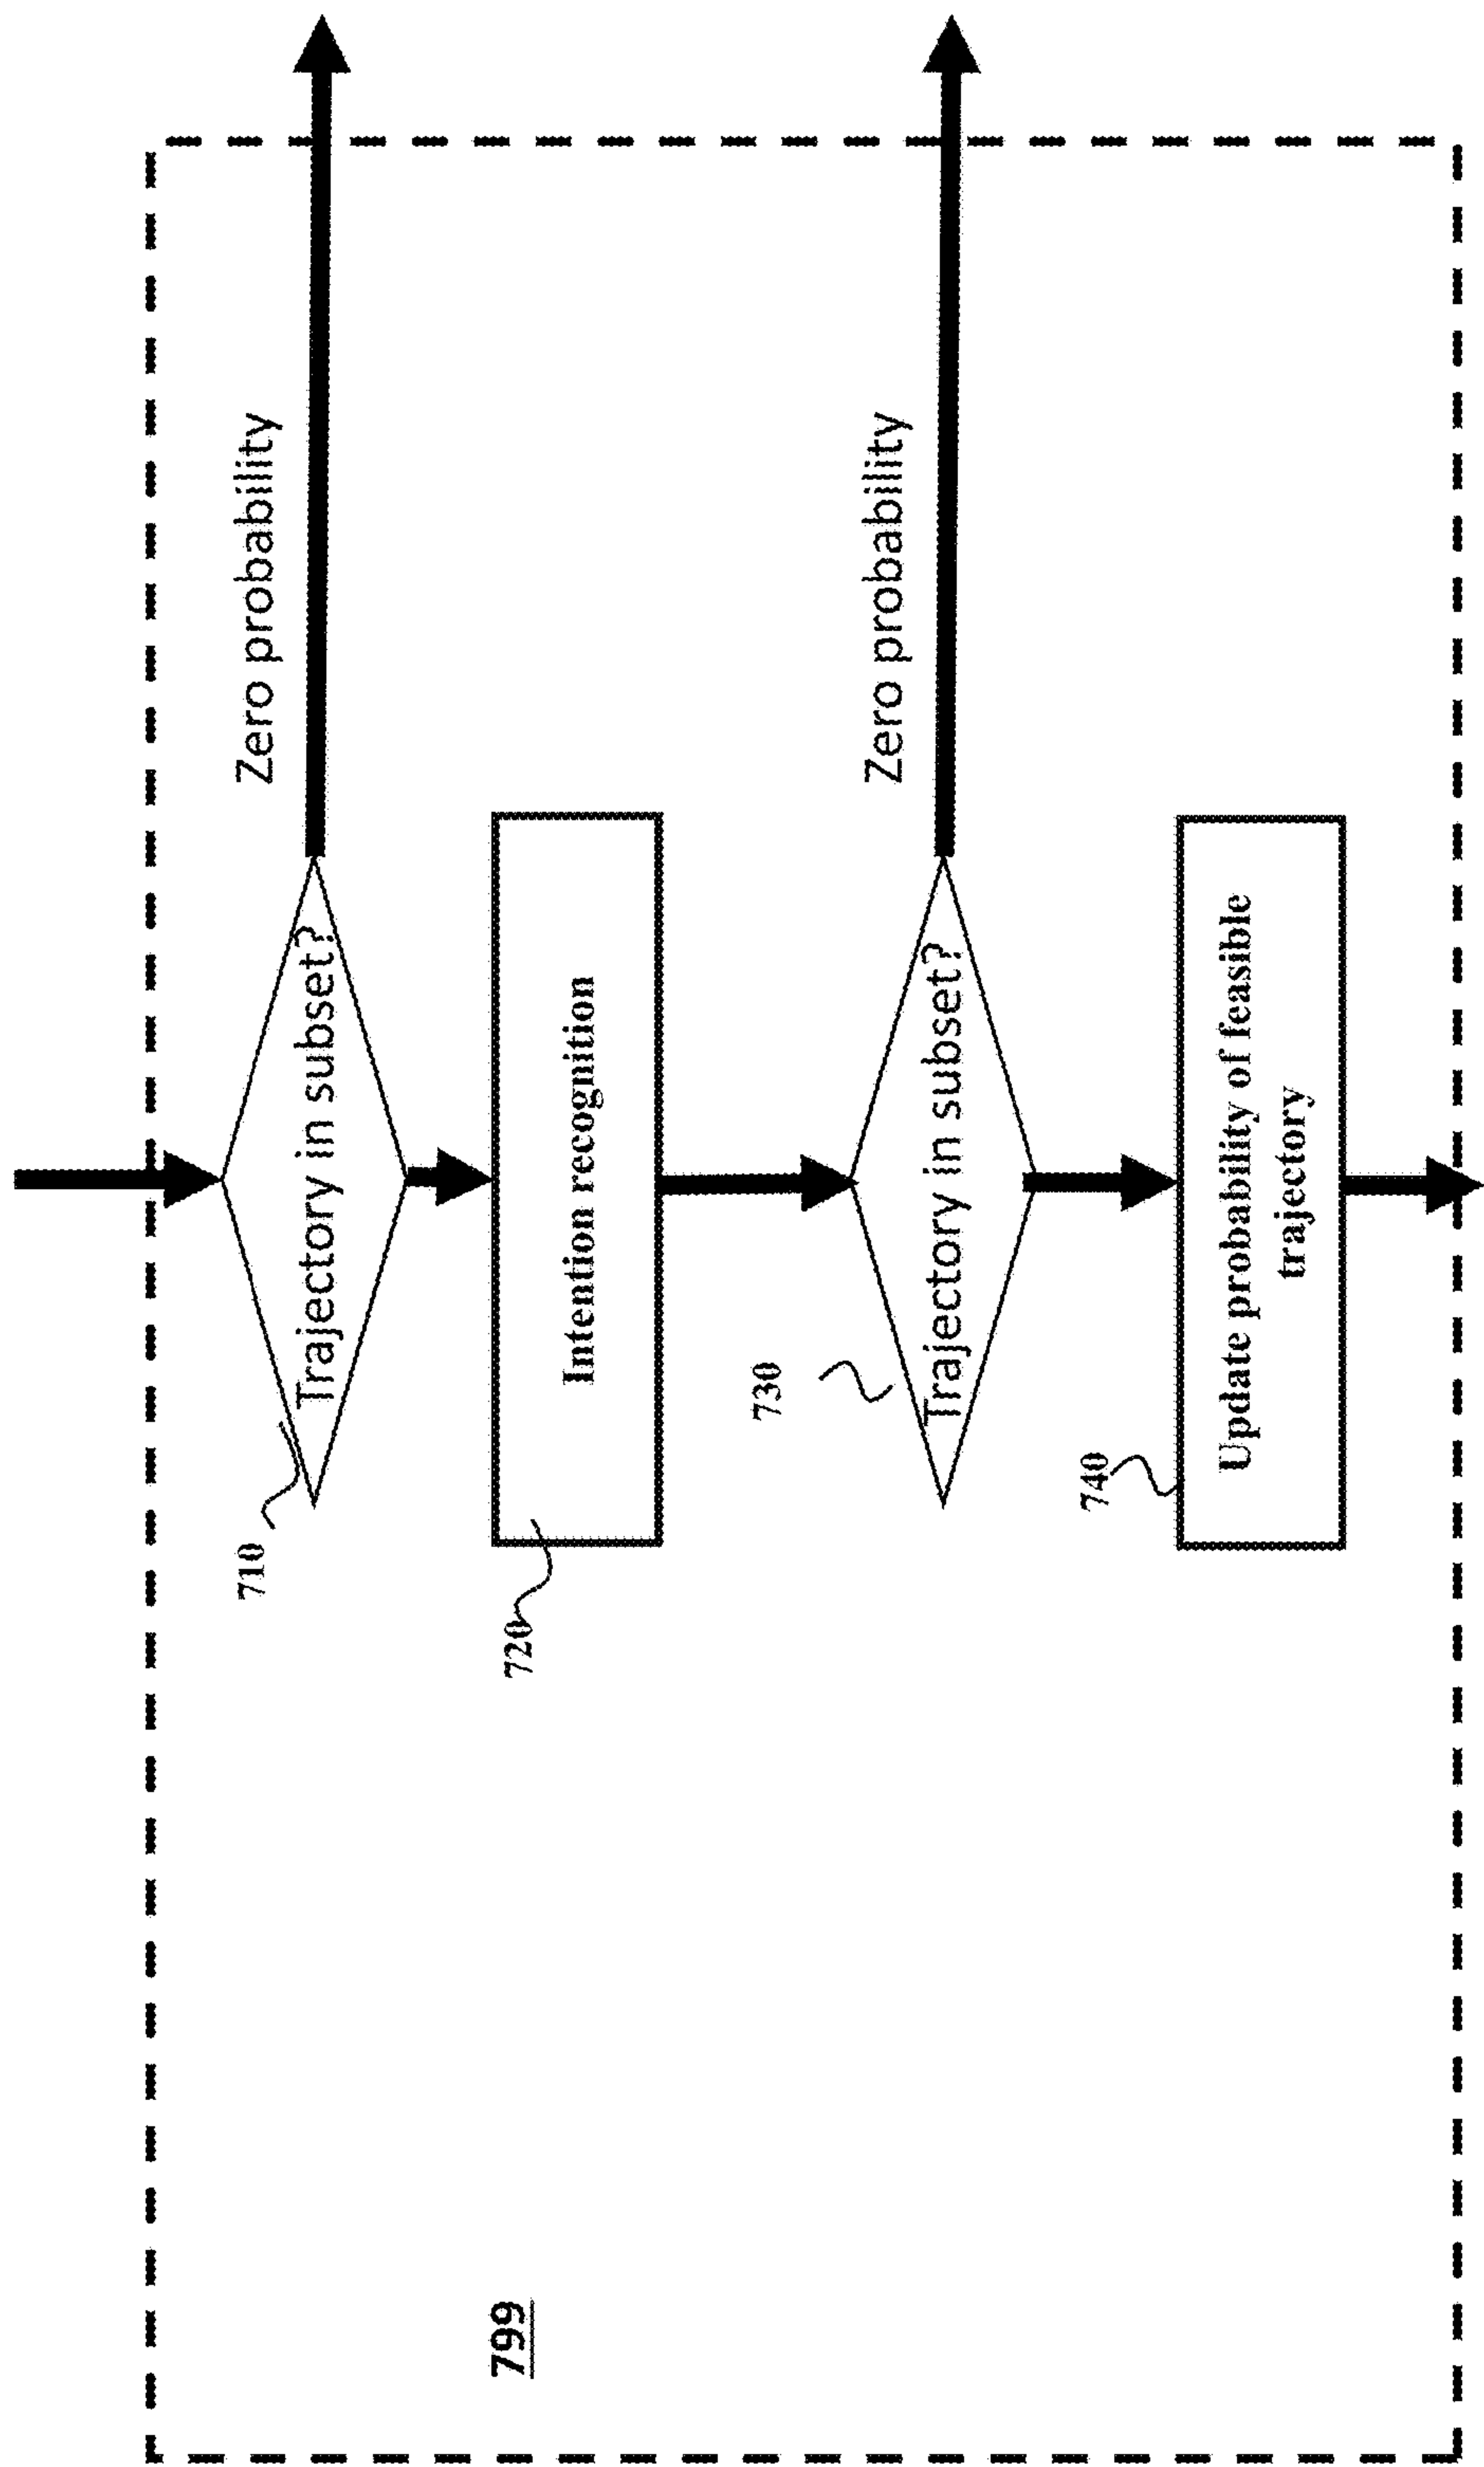 710
Trajectory in subset?
Zero probability
720
Intention recognition
730
Trajectory in subset?
Zero probability
740
Update probability of feasible
trajectory
799